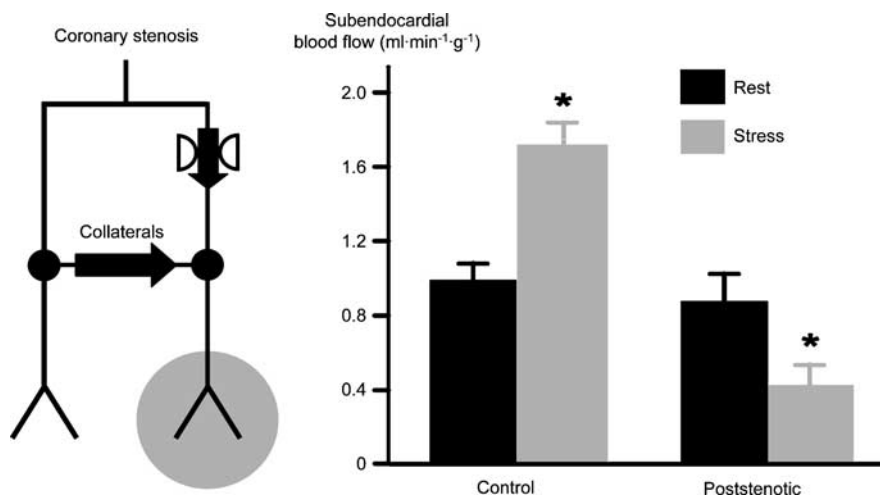 Coronary stenosis
Collaterals
Subendocardial
blood flow (ml·min⁻¹·g⁻¹)
2.0
1.6
1.2
0.8
0.4
0
*
*
Rest
Stress
Control
Poststenotic